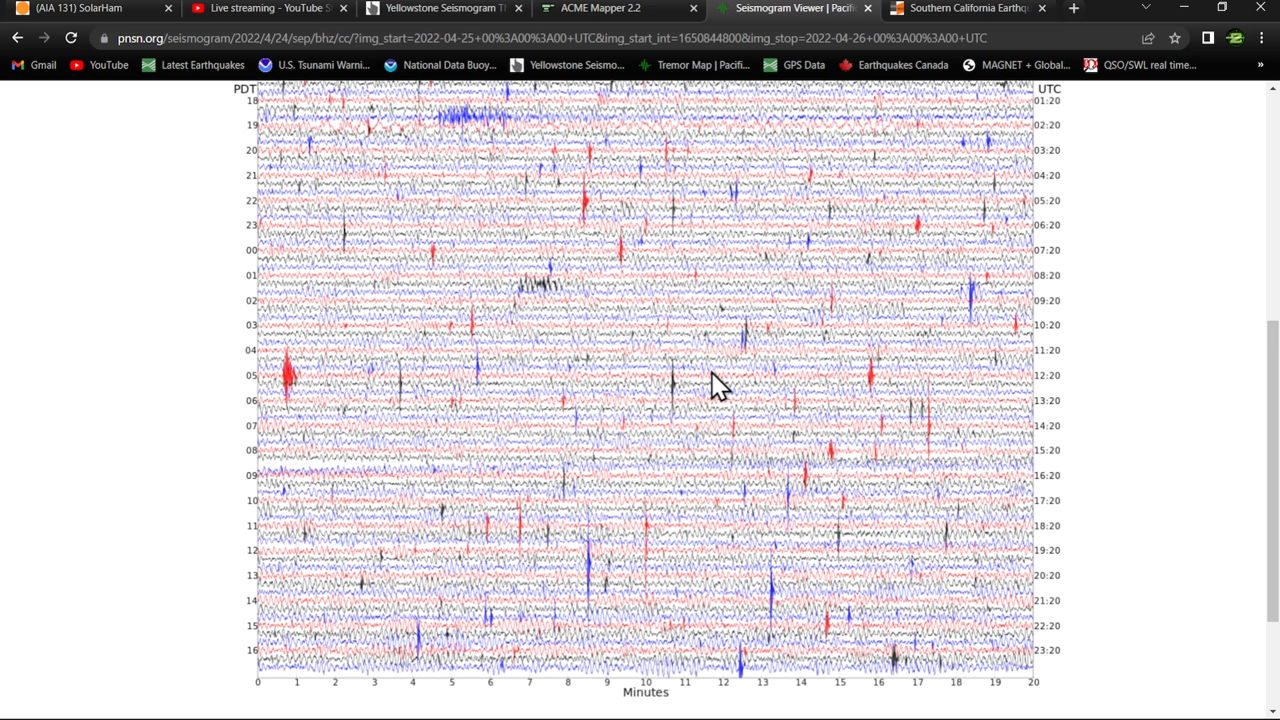 (AIA 131) SolarHam
Live streaming - YouTube S
Yellowstone Seismogram Th
ACME Mapper 2.2
Seismogram Viewer | Pacific
Southern California Earthqu
pnsn.org/seismogram/2022/4/24/sep/bhz/cc/?img_start=2022-04-25+00%3A00%3A00+UTC&img_start_int=1650844800&img_stop=2022-04-26+00%3A00%3A00+UTC
Gmail
YouTube
Latest Earthquakes
U.S. Tsunami Warni...
National Data Buoy...
Yellowstone Seismo...
Tremor Map | Pacifi...
GPS Data
Earthquakes Canada
MAGNET + Global...
QSO/SWL real time...
»
PDT UTC
18 01:20
19 02:20
20 03:20
21 04:20
22 05:20
23 06:20
00 07:20
01 08:20
02 09:20
03 10:20
04 11:20
05 12:20
06 13:20
07 14:20
08 15:20
09 16:20
10 17:20
11 18:20
12 19:20
13 20:20
14 21:20
15 22:20
16 23:20
0 1 2 3 4 5 6 7 8 9 10 11 12 13 14 15 16 17 18 19 20
Minutes